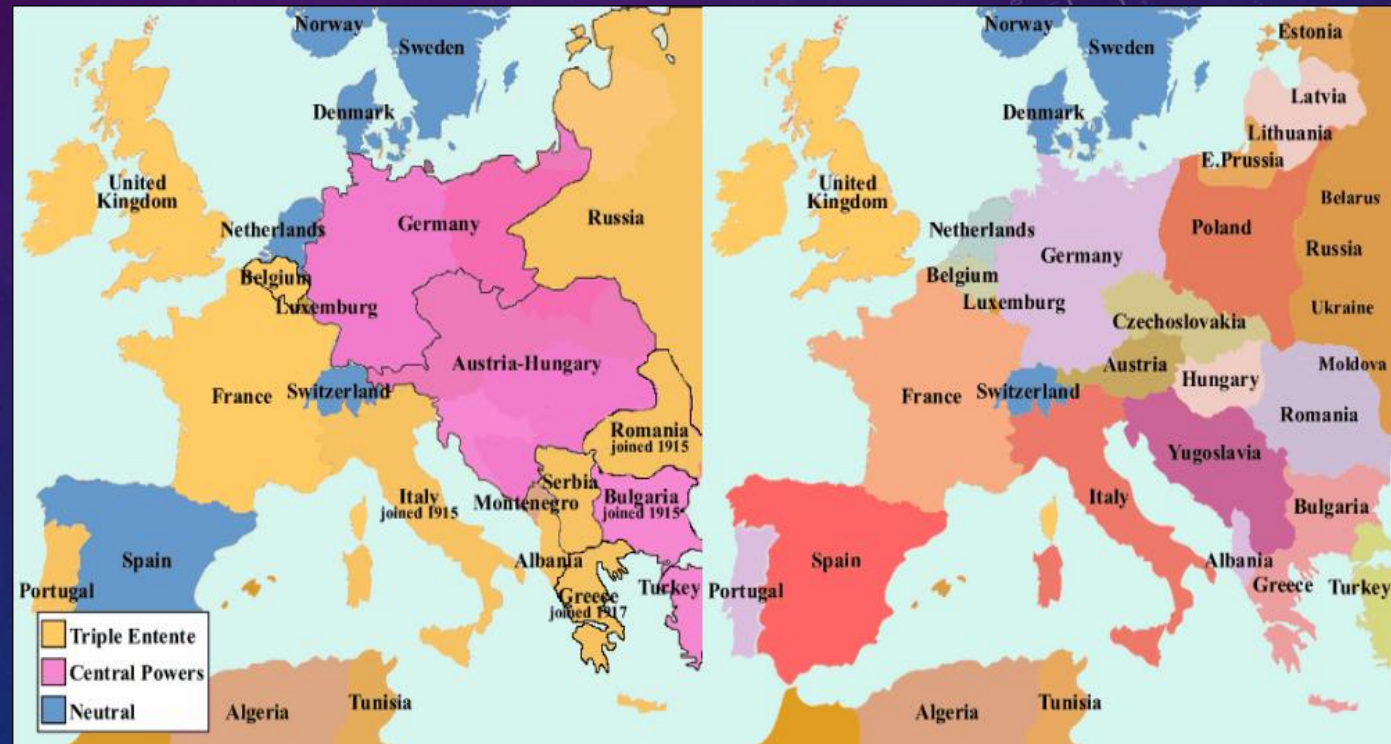 Norway
Sweden
Denmark
United
Kingdom
Netherlands
Germany
Russia
Belgium
Luxemburg
Austria-Hungary
France
Switzerland
Romania
joined 1915
Serbia
Italy
joined 1915
Montenegro
Bulgaria
joined 1915
Spain
Albania
Portugal
Greece
joined 1917
Turkey
Triple Entente
Central Powers
Neutral
Algeria
Tunisia
Norway
Sweden
Estonia
Denmark
Latvia
Lithuania
E.Prussia
United
Kingdom
Belarus
Netherlands
Poland
Germany
Russia
Belgium
Luxemburg
Ukraine
Czechoslovakia
Austria
Moldova
Switzerland
Hungary
France
Romania
Yugoslavia
Italy
Bulgaria
Spain
Albania
Portugal
Greece
Turkey
Algeria
Tunisia